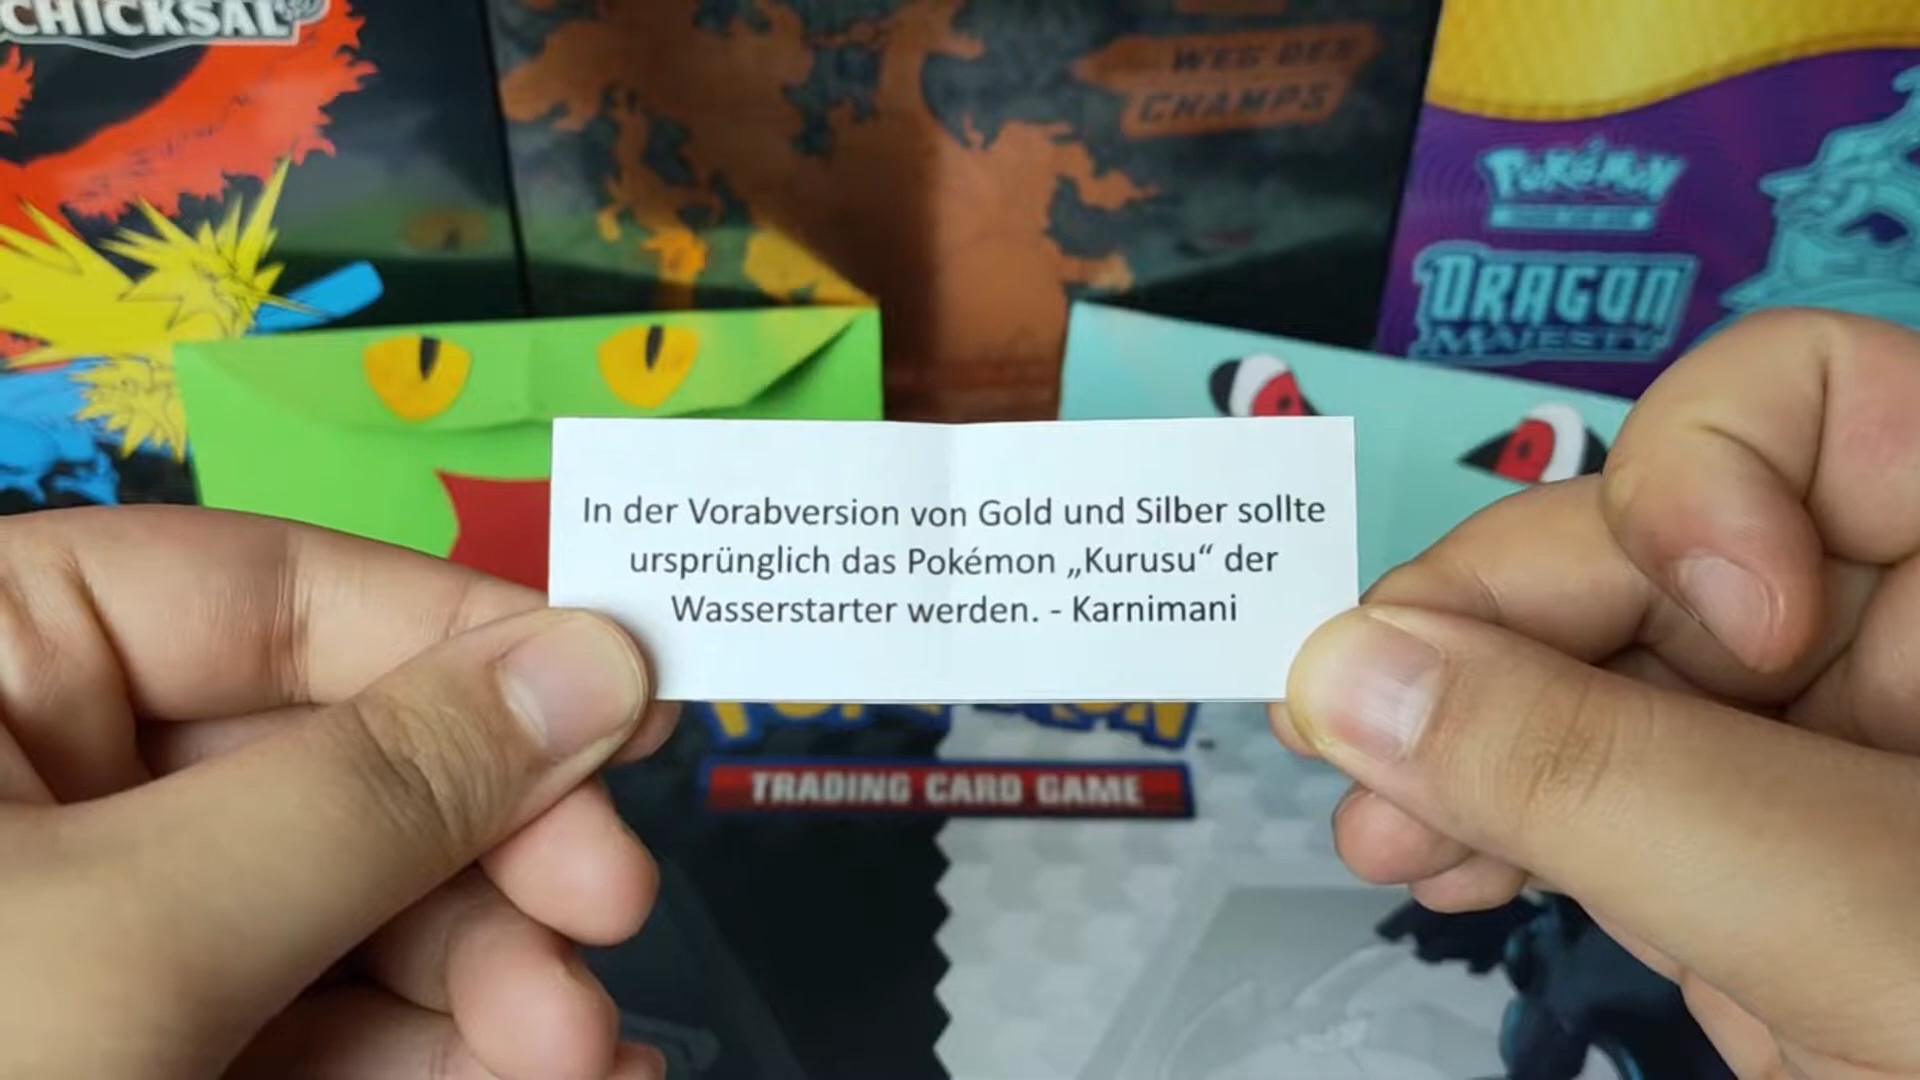 CHICKSAL
WEG DES
CHAMPS
POKÉMON
DRAGON
MAJESTY
In der Vorabversion von Gold und Silber sollte
ursprünglich das Pokémon „Kurusu“ der
Wasserstarter werden. - Karnimani
TRADING CARD GAME